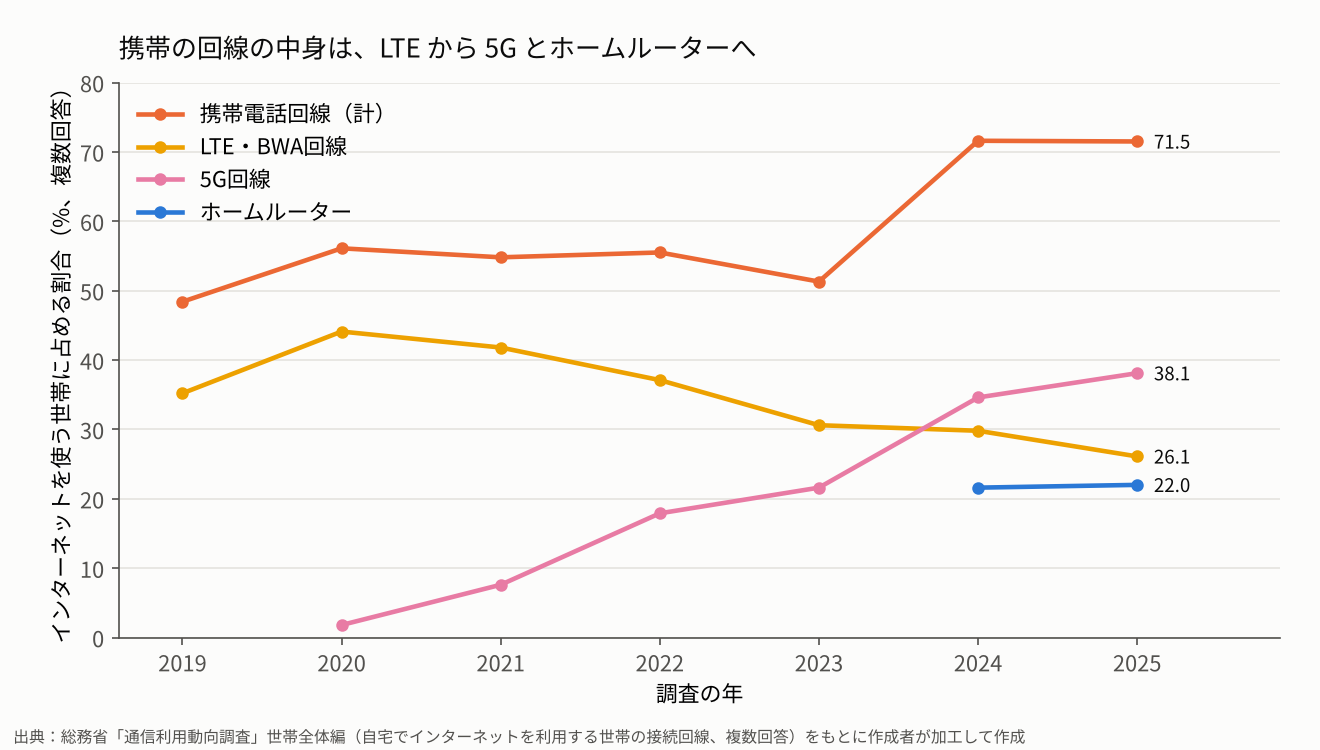 携帯の回線の中身は、LTE から 5G とホームルーターへ
インターネットを使う世帯に占める割合（%、複数回答）
80
70
60
50
40
30
20
10
0
携帯電話回線（計）
LTE・BWA回線
5G回線
ホームルーター
71.5
38.1
26.1
22.0
2019 2020 2021 2022 2023 2024 2025
調査の年
出典：総務省「通信利用動向調査」世帯全体編（自宅でインターネットを利用する世帯の接続回線、複数回答）をもとに作成者が加工して作成